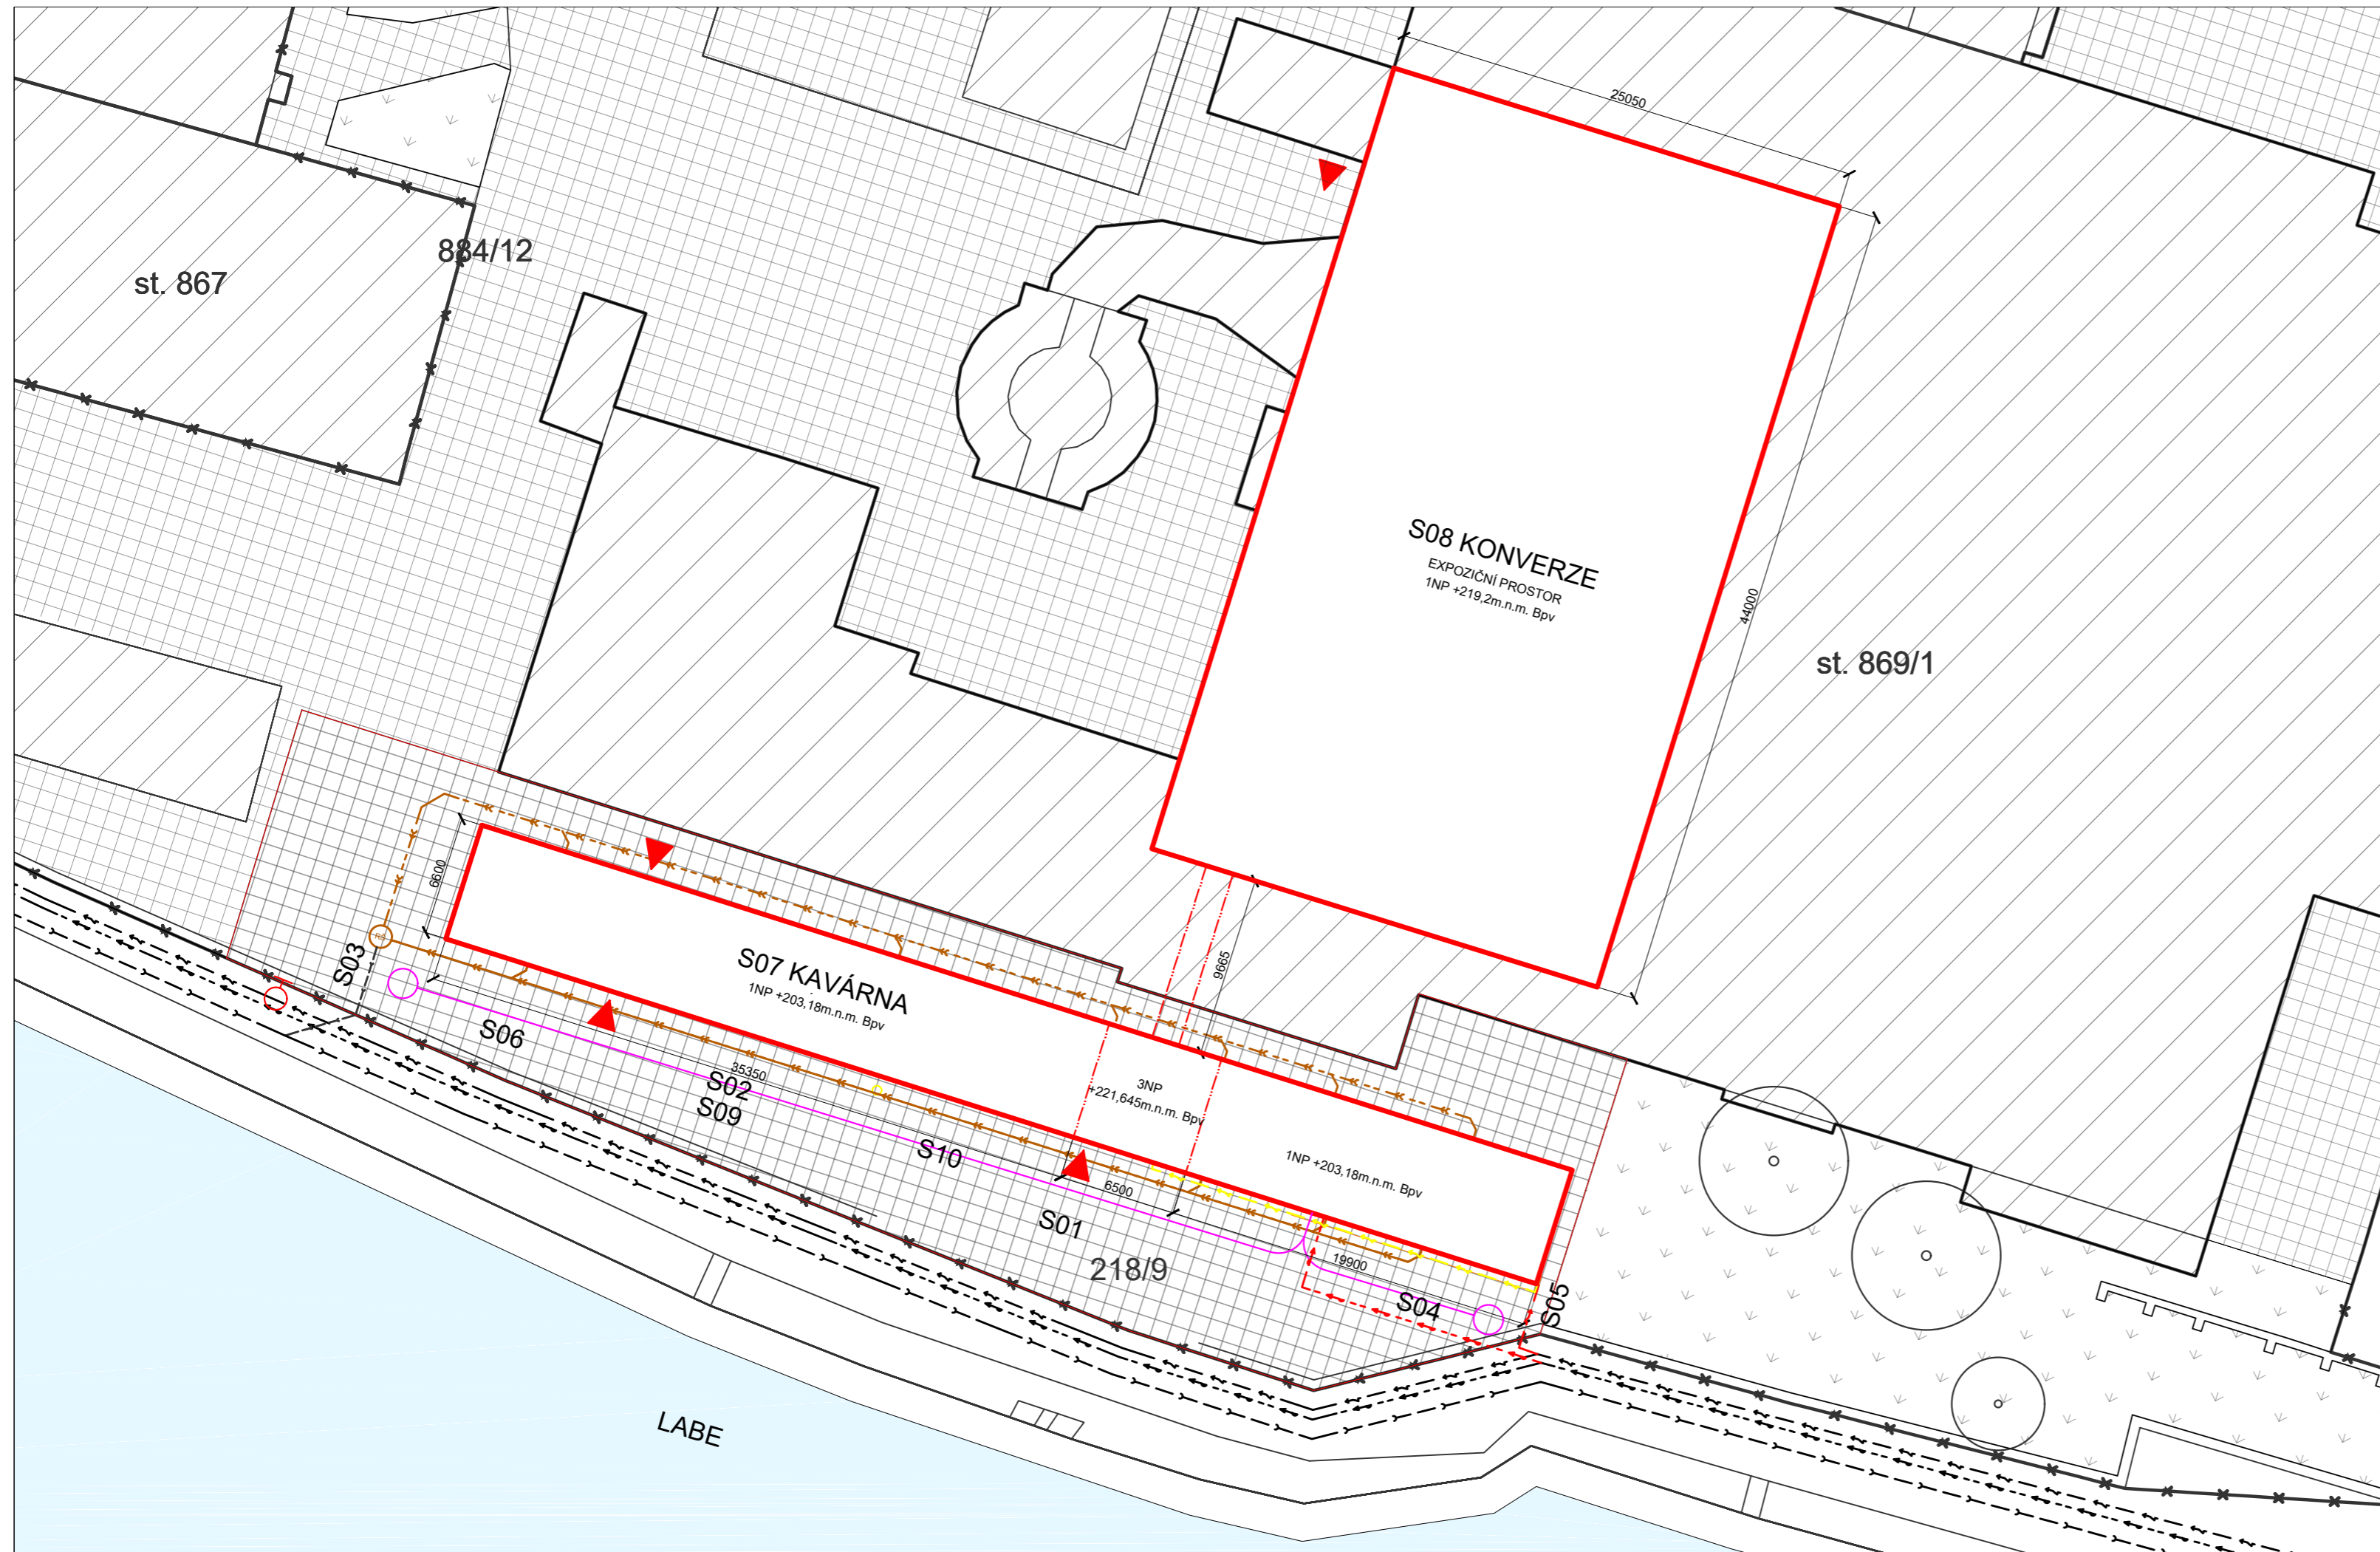 25050
884/12
st. 867
S08 KONVERZE
EXPOZIČNÍ PROSTOR
1NP +219,2m.n.m. Bpv
44000
st. 869/1
6600
RŠ
S03
S07 KAVÁRNA
1NP +203,18m.n.m. Bpv
9665
S06
35350
S02
S09
3NP
+221,645m.n.m. Bpv
S10
1NP +203,18m.n.m. Bpv
6500
S01
218/9
19900
S04
S05
LABE